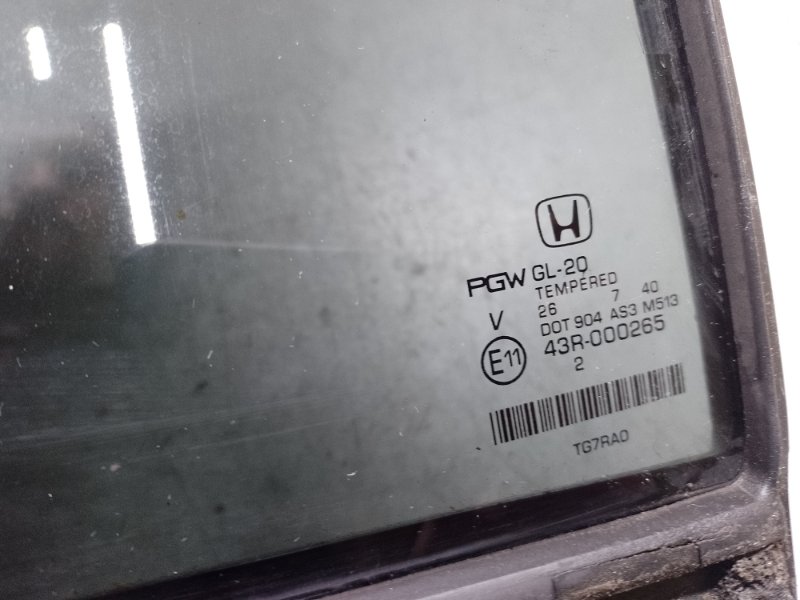 PGW GL-20
TEMPERED
26 7 40
V DOT 904 AS3 M513
E11 43R-000265
2
TG7RA0